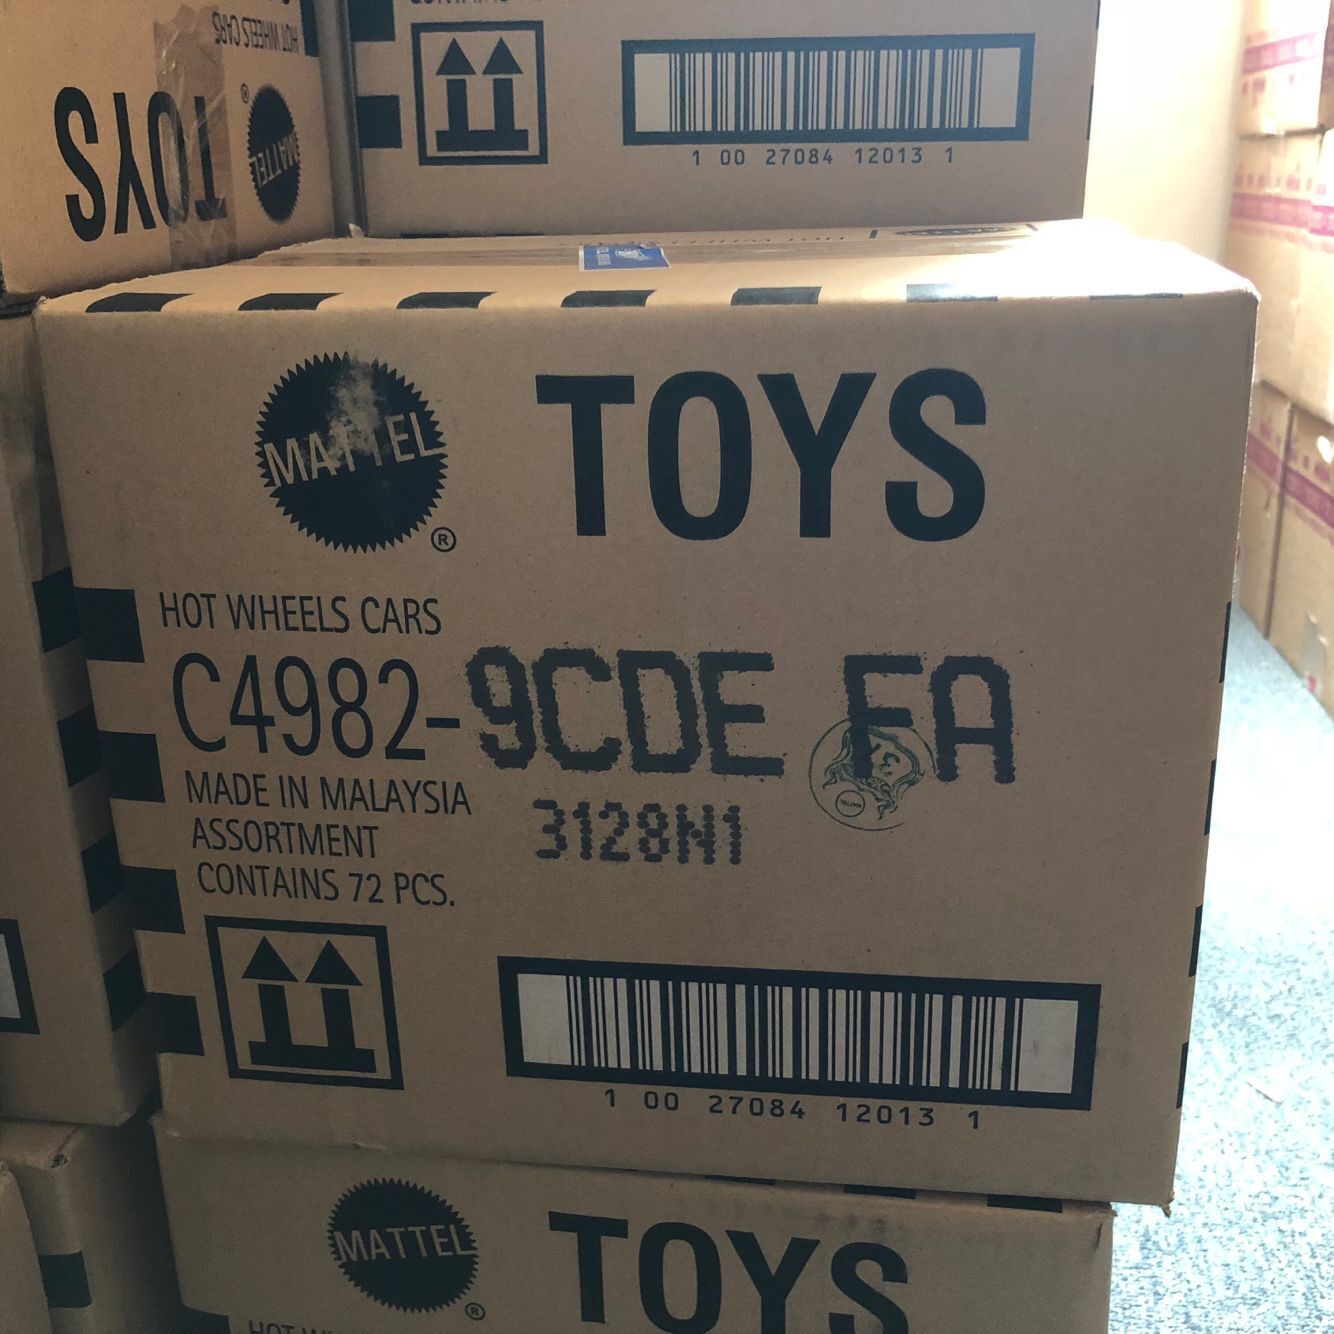 HOT WHEELS CARS
TOYS
MATTEL
®
1 00 27084 12013 1
MATTEL
®
TOYS
HOT WHEELS CARS
C4982-9CDE FA
MADE IN MALAYSIA
3128N1
ASSORTMENT
CONTAINS 72 PCS.
1 00 27084 12013 1
MATTEL
®
TOYS